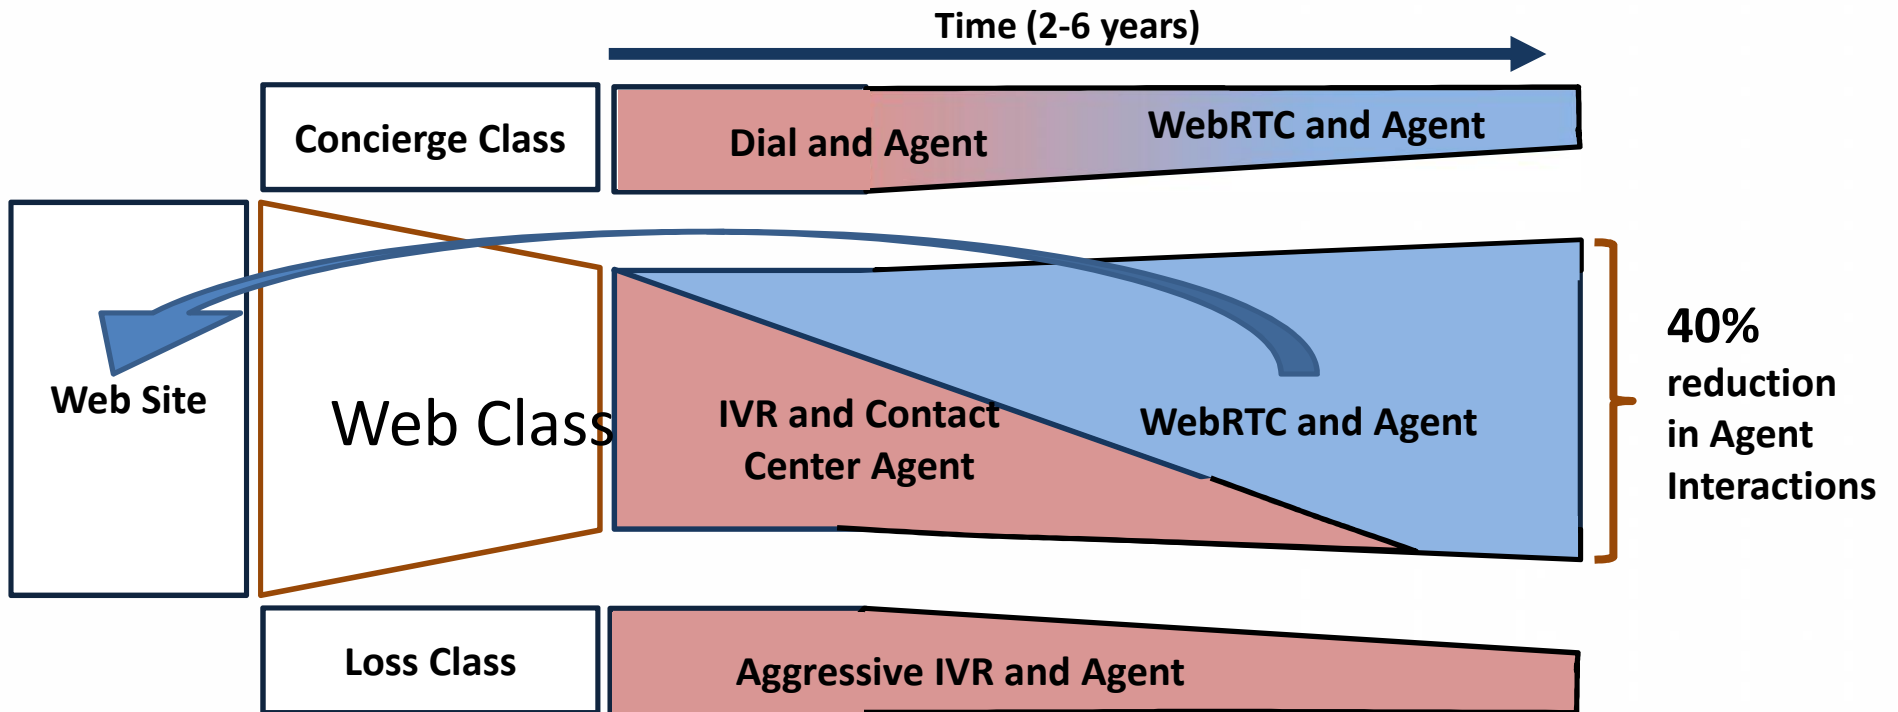 Time (2-6 years)
Concierge Class
Dial and Agent
WebRTC and Agent
Web Site
Web Class
IVR and Contact
Center Agent
WebRTC and Agent
40%
reduction
in Agent
Interactions
Loss Class
Aggressive IVR and Agent